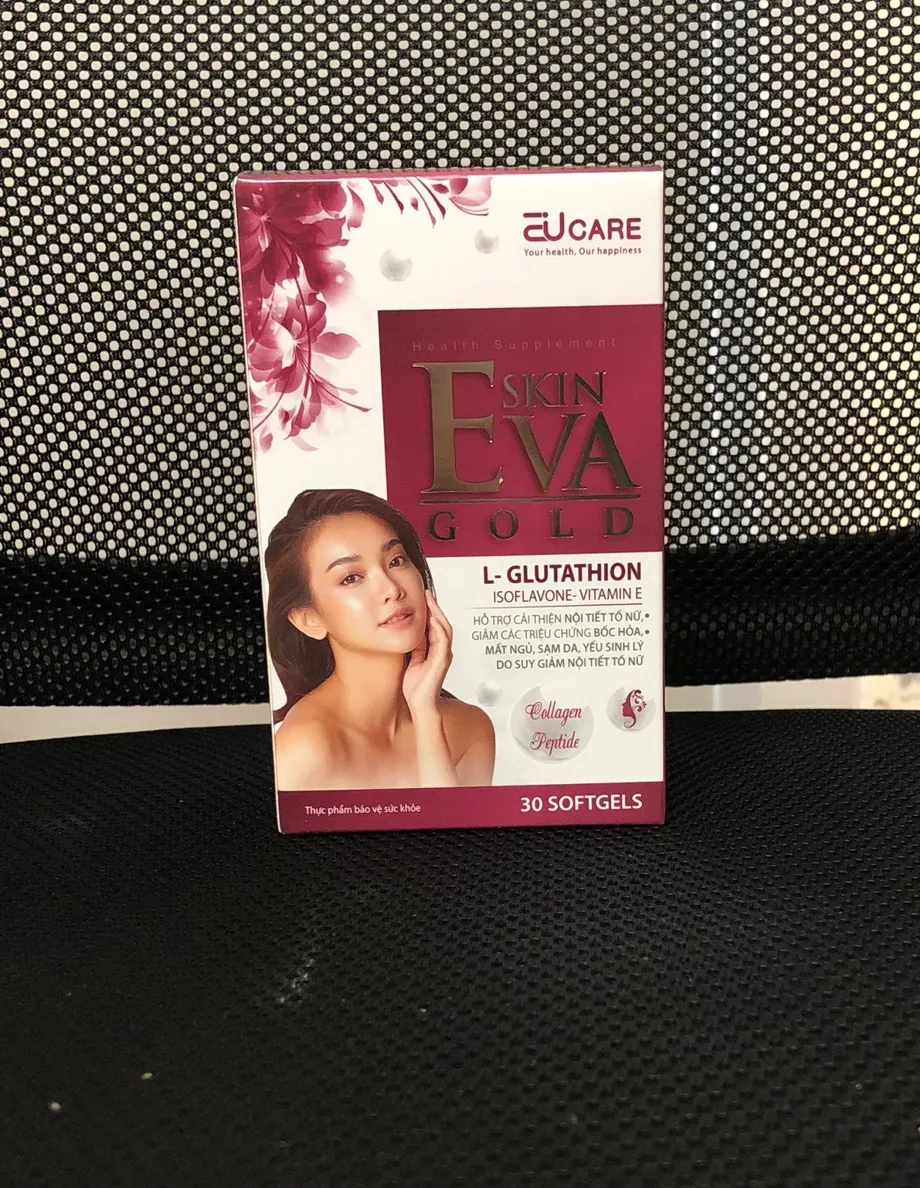 EUCARE
Your health, Our happiness
Health Supplement
SKIN
EVA
GOLD
L- GLUTATHION
ISOFLAVONE- VITAMIN E
HỖ TRỢ CẢI THIỆN NỘI TIẾT TỐ NỮ,•
GIẢM CÁC TRIỆU CHỨNG BỐC HỎA,•
MẤT NGỦ, SẠM DA, YẾU SINH LÝ
DO SUY GIẢM NỘI TIẾT TỐ NỮ
Collagen
Peptide
Thực phẩm bảo vệ sức khỏe
30 SOFTGELS